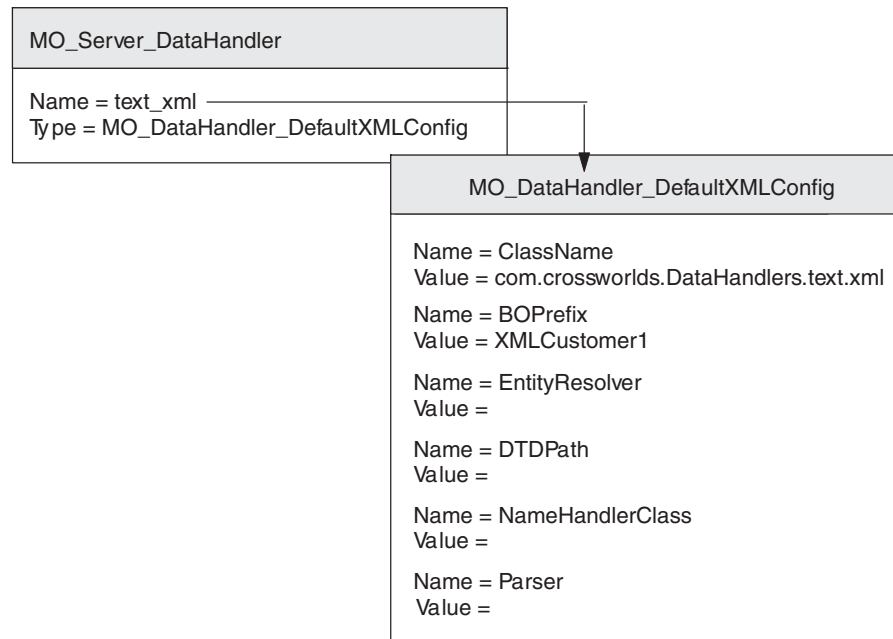 MO_Server_DataHandler
Name = text_xml
Type = MO_DataHandler_DefaultXMLConfig
MO_DataHandler_DefaultXMLConfig
Name = ClassName
Value = com.crossworlds.DataHandlers.text.xml
Name = BOPrefix
Value = XMLCustomer1
Name = EntityResolver
Value =
Name = DTDPath
Value =
Name = NameHandlerClass
Value =
Name = Parser
Value =